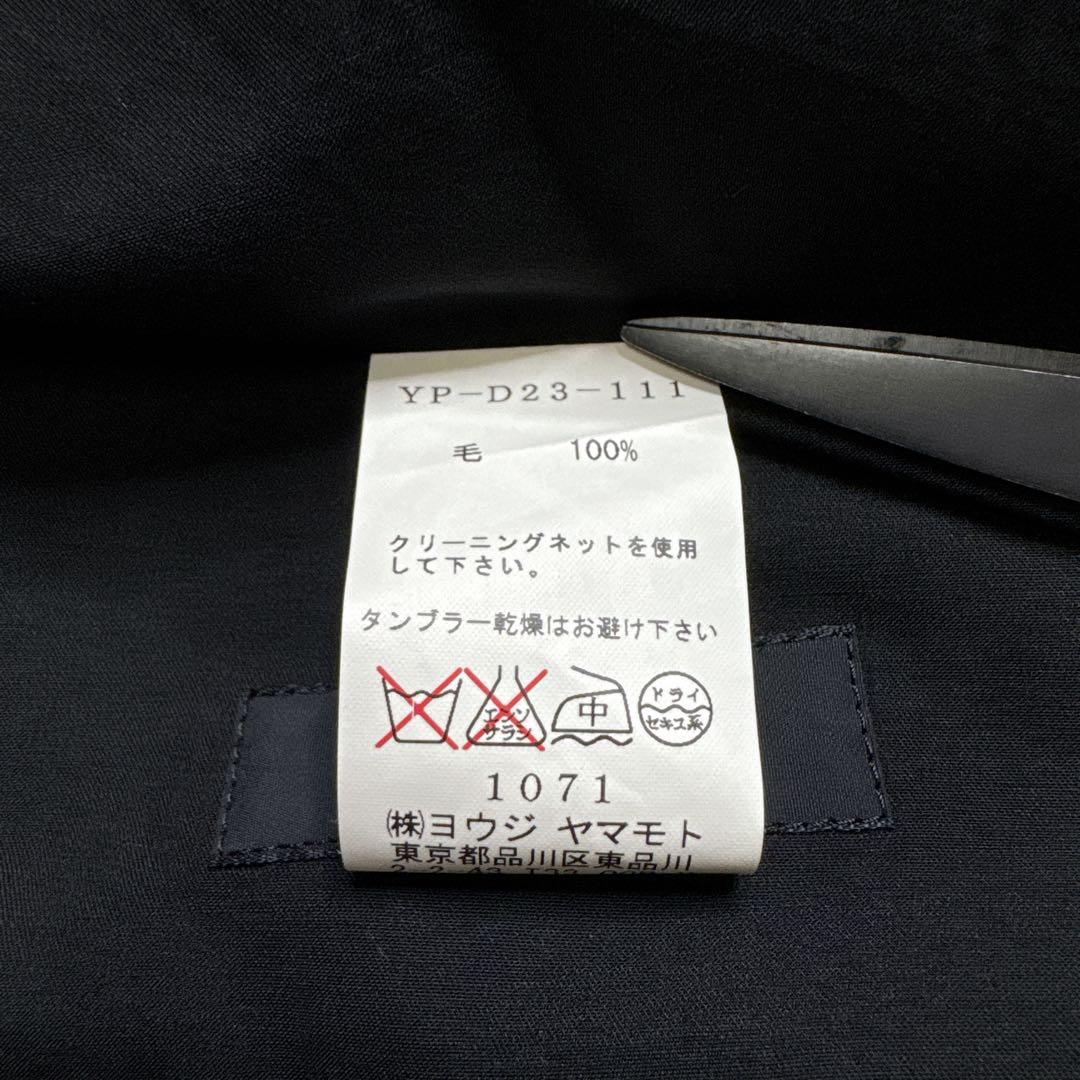 YP-D23-111
毛 100%
クリーニングネットを使用
して下さい。
タンブラー乾燥はお避け下さい
エンソ
サラシ
中
ドライ
セキユ系
1071
㈱ヨウジ ヤマモト
東京都品川区東品川
2-2-43